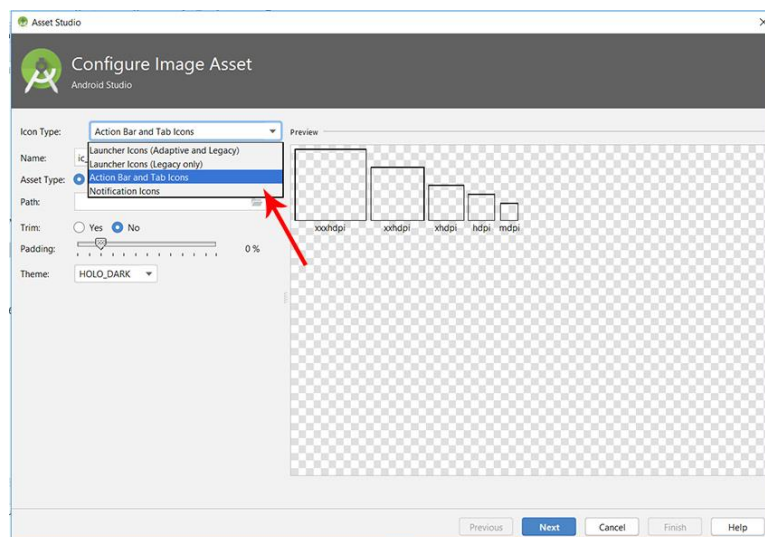 Asset Studio
Configure Image Asset
Android Studio
Icon Type: Action Bar and Tab Icons
Preview
Launcher Icons (Adaptive and Legacy)
Name: ic_
Launcher Icons (Legacy only)
Asset Type: Action Bar and Tab Icons
Notification Icons
Path:
Trim: Yes No
xxxhdpi xxhdpi xhdpi hdpi mdpi
Padding: 0 %
Theme: HOLO_DARK
Previous Next Cancel Finish Help